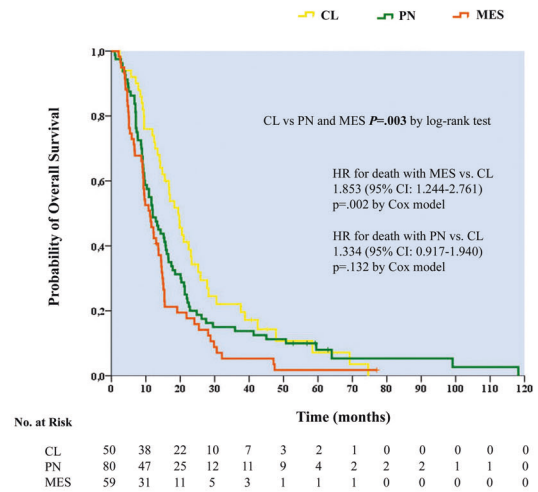 CL PN MES
1,0
0,8
0,6
0,4
0,2
0,0
Probability of Overall Survival
CL vs PN and MES P=.003 by log-rank test
HR for death with MES vs. CL
1.853 (95% CI: 1.244-2.761)
p=.002 by Cox model
HR for death with PN vs. CL
1.334 (95% CI: 0.917-1.940)
p=.132 by Cox model
0 10 20 30 40 50 60 70 80 90 100 110 120
Time (months)
No. at Risk
CL 50 38 22 10 7 3 2 1 0 0 0 0 0
PN 80 47 25 12 11 9 4 2 2 2 1 1 0
MES 59 31 11 5 3 1 1 1 0 0 0 0 0